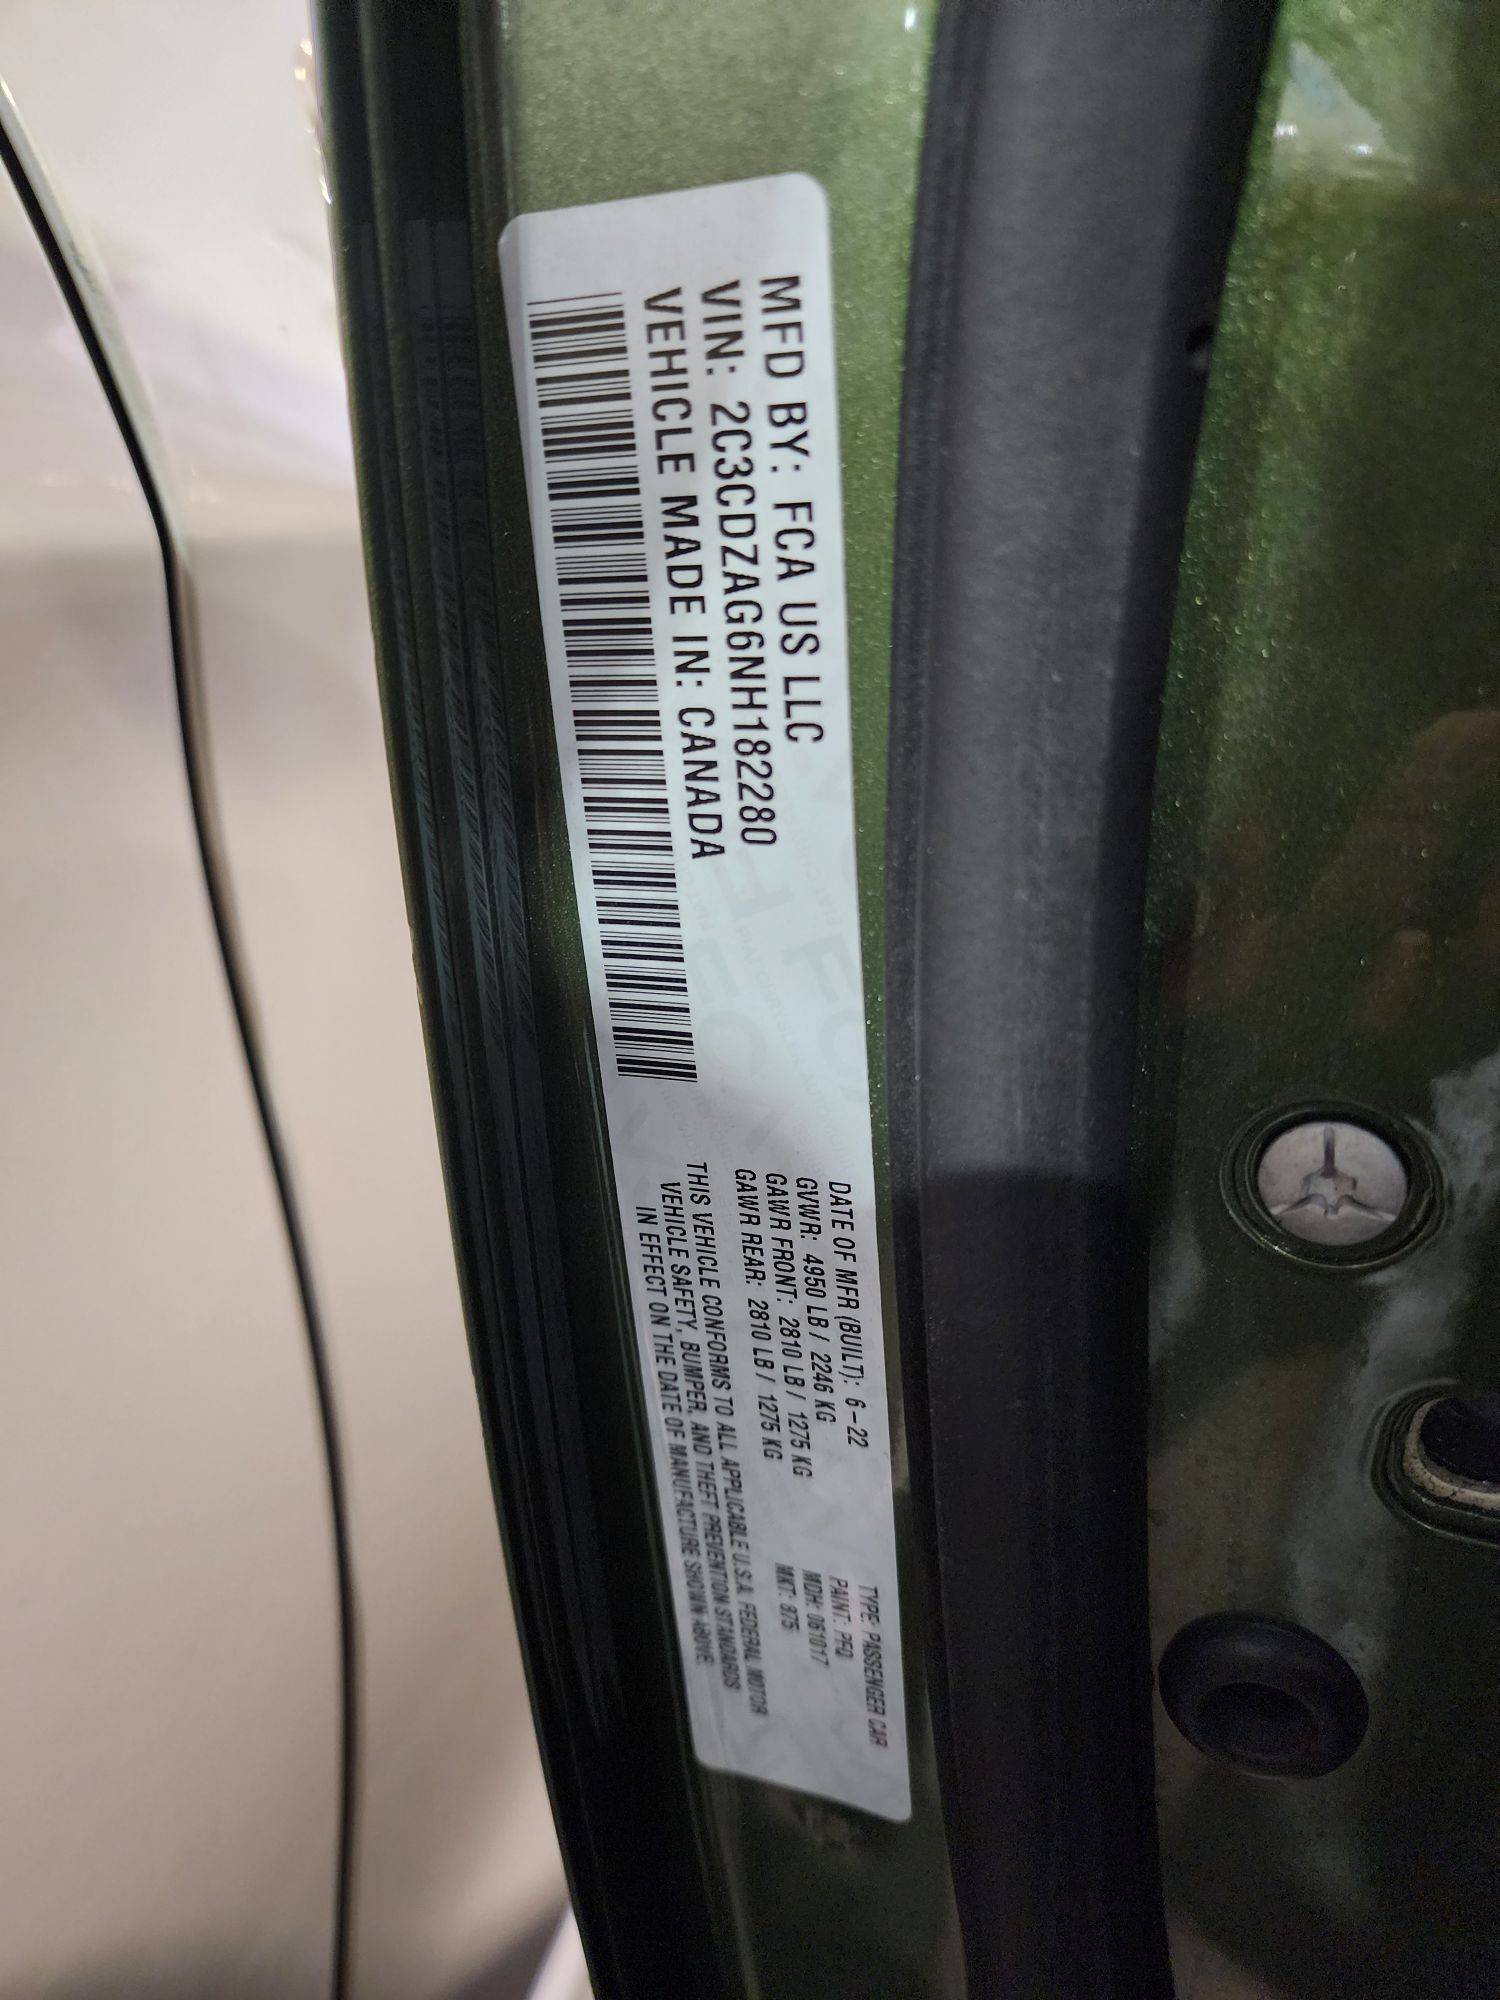 MFD BY: FCA US LLC
VIN: 2C3CDZAG6NH182280
VEHICLE MADE IN: CANADA
DATE OF MFR (BUILT): 6-22
GVWR: 4950 LB / 2246 KG
GAWR FRONT: 2810 LB / 1275 KG
GAWR REAR: 2810 LB / 1275 KG
THIS VEHICLE CONFORMS TO ALL APPLICABLE U.S.A. FEDERAL MOTOR
VEHICLE SAFETY, BUMPER, AND THEFT PREVENTION STANDARDS
IN EFFECT ON THE DATE OF MANUFACTURE SHOWN ABOVE.
TYPE: PASSENGER CAR
PAINT: PFQ
MDH: 061017
MKT: 875